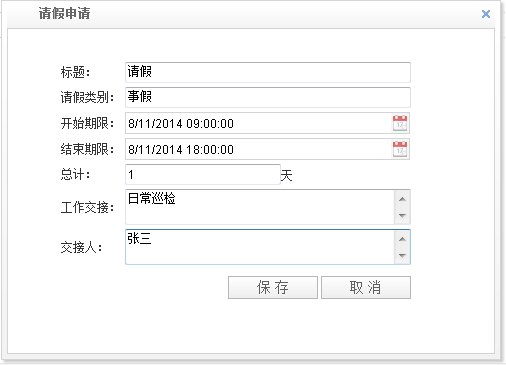 请假申请
标题： 请假
请假类别： 事假
开始期限： 8/11/2014 09:00:00
结束期限： 8/11/2014 18:00:00
总计： 1 天
工作交接： 日常巡检
交接人： 张三
保 存 取 消